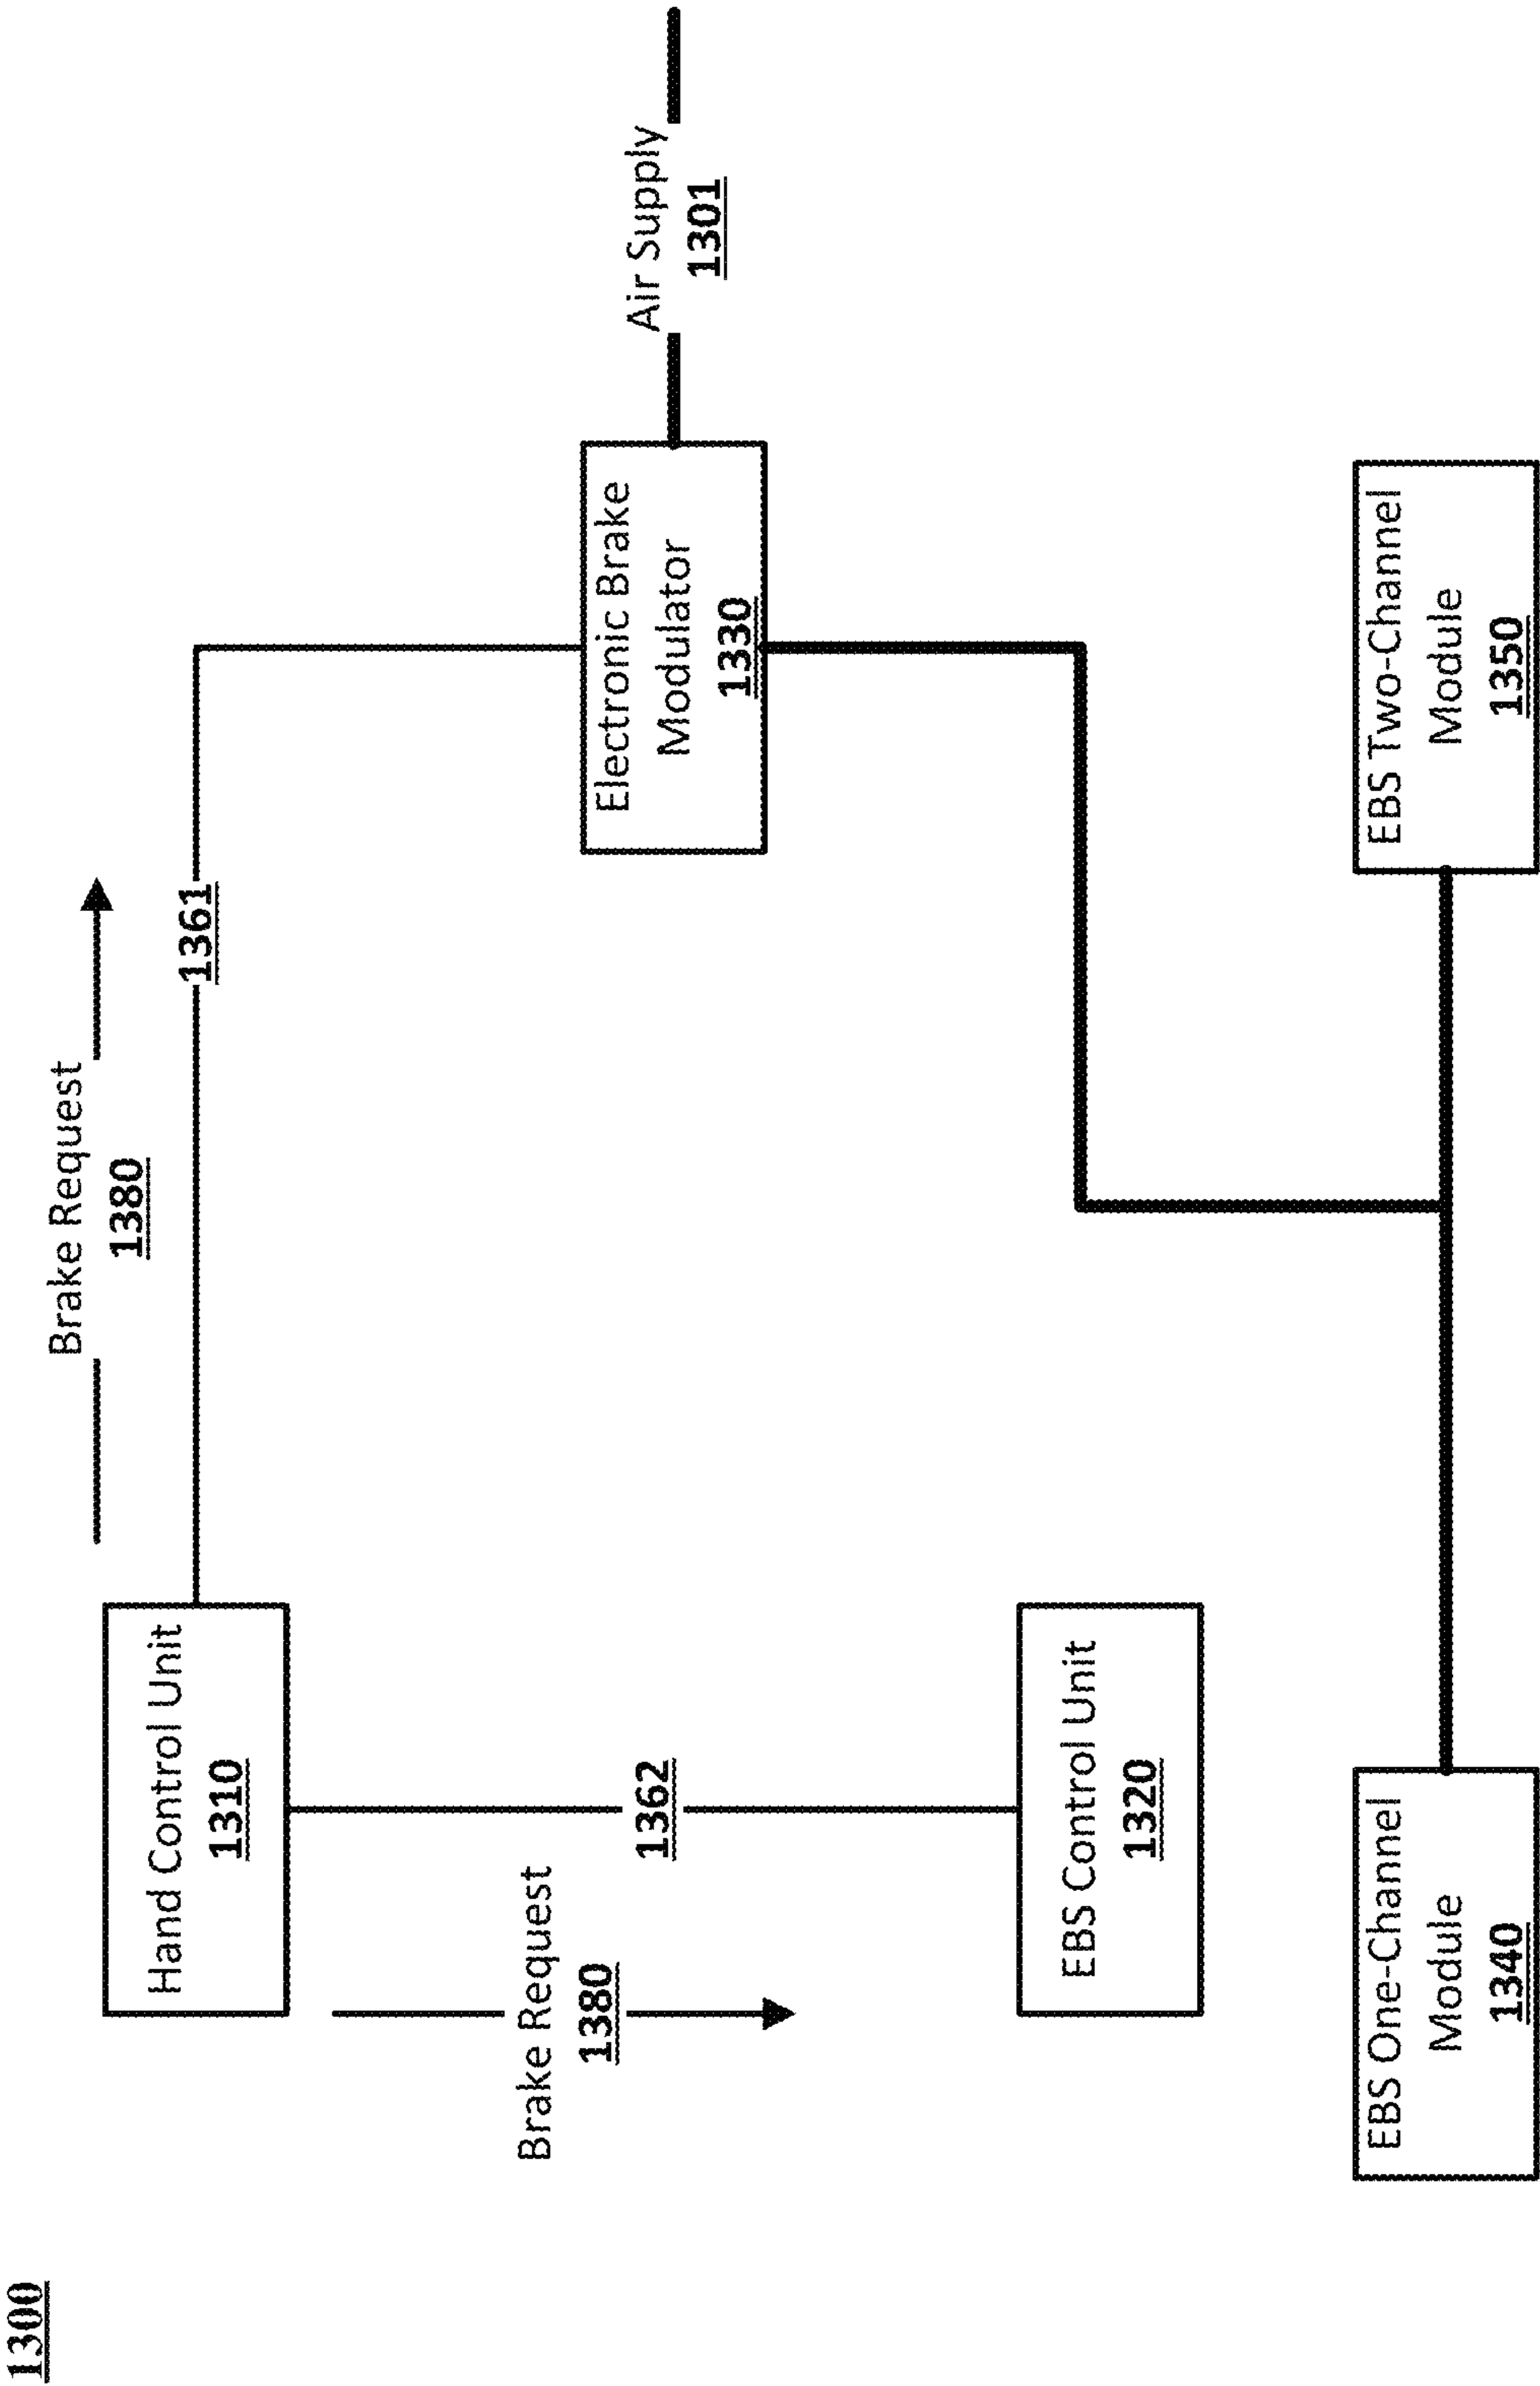 1300
Brake Request
1380
Hand Control Unit
1310
1361
Brake Request
1380
1362
Electronic Brake
Modulator
1330
Air Supply
1301
EBS Control Unit
1320
EBS One-Channel
Module
1340
EBS Two-Channel
Module
1350